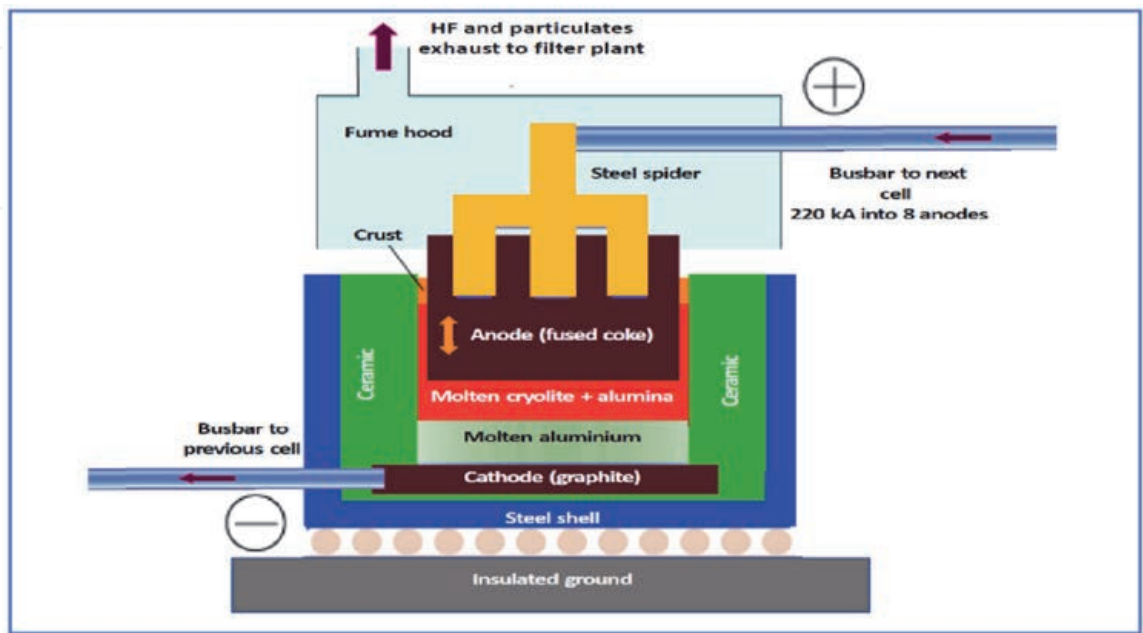 HF and particulates
exhaust to filter plant
Fume hood
Steel spider
Busbar to next
cell
220 kA into 8 anodes
Crust
Anode (fused coke)
Ceramic
Ceramic
Molten cryolite + alumina
Busbar to
previous cell
Molten aluminium
Cathode (graphite)
Steel shell
Insulated ground